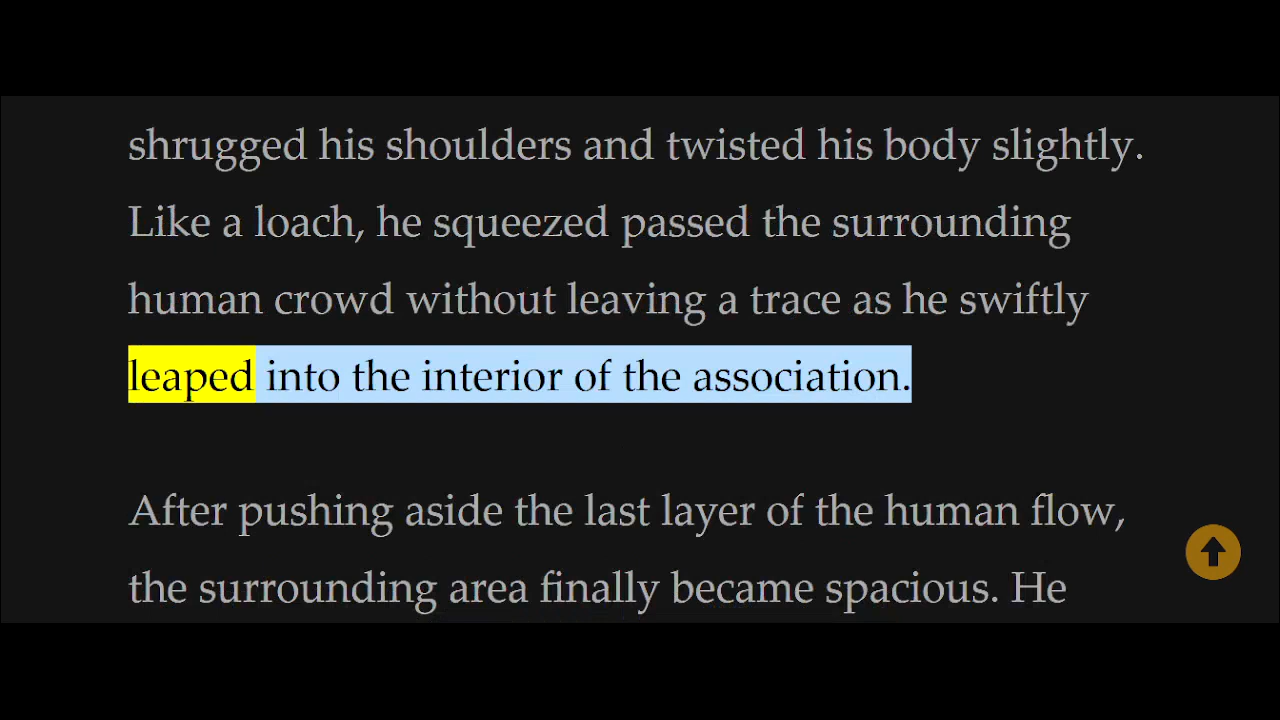 shrugged his shoulders and twisted his body slightly.
Like a loach, he squeezed passed the surrounding
human crowd without leaving a trace as he swiftly
leaped into the interior of the association.
After pushing aside the last layer of the human flow,
the surrounding area finally became spacious. He